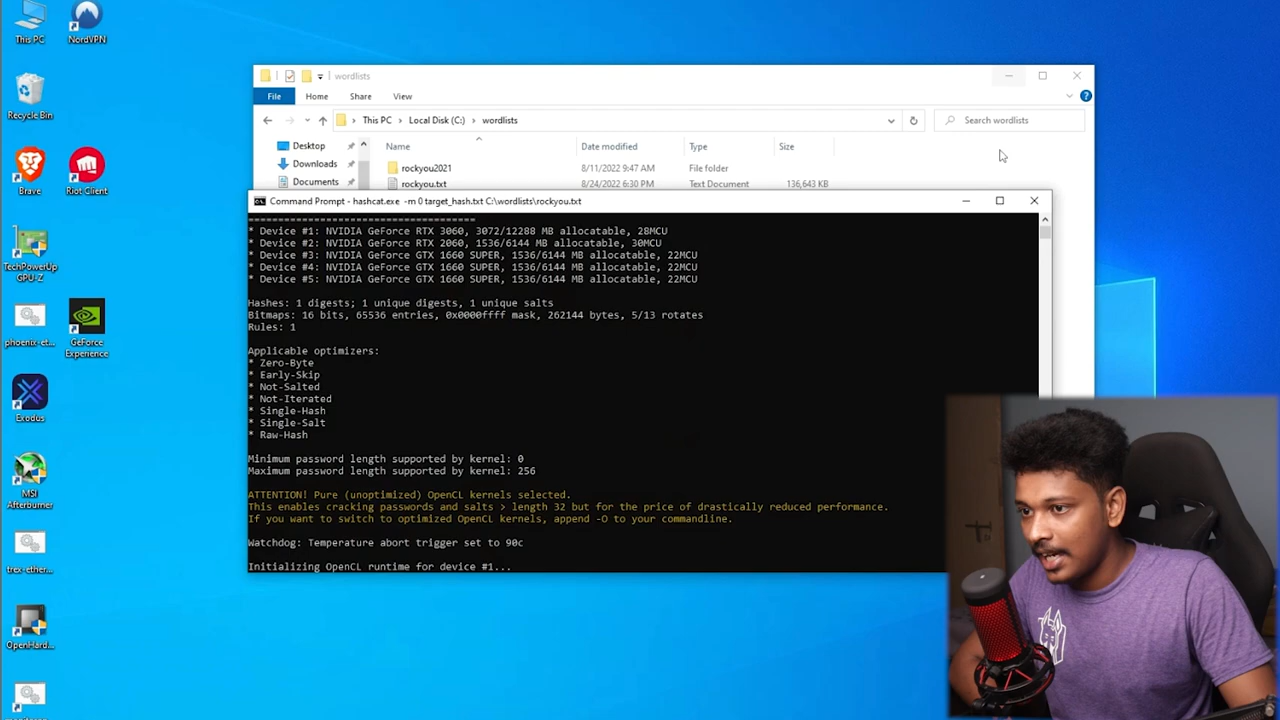 This PC
NordVPN
Recycle Bin
Brave
Riot Client
TechPowerUp
GPU-Z
phoenix-et...
GeForce
Experience
Exodus
MSI
Afterburner
trex-ether...
OpenHard...
wordlists
File
Home
Share
View
This PC
Local Disk (C:)
wordlists
Search wordlists
Desktop
Downloads
Documents
Name
Date modified
Type
Size
rockyou2021
8/11/2022 9:47 AM
File folder
rockyou.txt
8/24/2022 6:30 PM
Text Document
136,643 KB
Command Prompt - hashcat.exe -m 0 target_hash.txt C:\wordlists\rockyou.txt
======================================
* Device #1: NVIDIA GeForce RTX 3060, 3072/12288 MB allocatable, 28MCU
* Device #2: NVIDIA GeForce RTX 2060, 1536/6144 MB allocatable, 30MCU
* Device #3: NVIDIA GeForce GTX 1660 SUPER, 1536/6144 MB allocatable, 22MCU
* Device #4: NVIDIA GeForce GTX 1660 SUPER, 1536/6144 MB allocatable, 22MCU
* Device #5: NVIDIA GeForce GTX 1660 SUPER, 1536/6144 MB allocatable, 22MCU
Hashes: 1 digests; 1 unique digests, 1 unique salts
Bitmaps: 16 bits, 65536 entries, 0x0000ffff mask, 262144 bytes, 5/13 rotates
Rules: 1
Applicable optimizers:
* Zero-Byte
* Early-Skip
* Not-Salted
* Not-Iterated
* Single-Hash
* Single-Salt
* Raw-Hash
Minimum password length supported by kernel: 0
Maximum password length supported by kernel: 256
ATTENTION! Pure (unoptimized) OpenCL kernels selected.
This enables cracking passwords and salts > length 32 but for the price of drastically reduced performance.
If you want to switch to optimized OpenCL kernels, append -O to your commandline.
Watchdog: Temperature abort trigger set to 90c
Initializing OpenCL runtime for device #1...